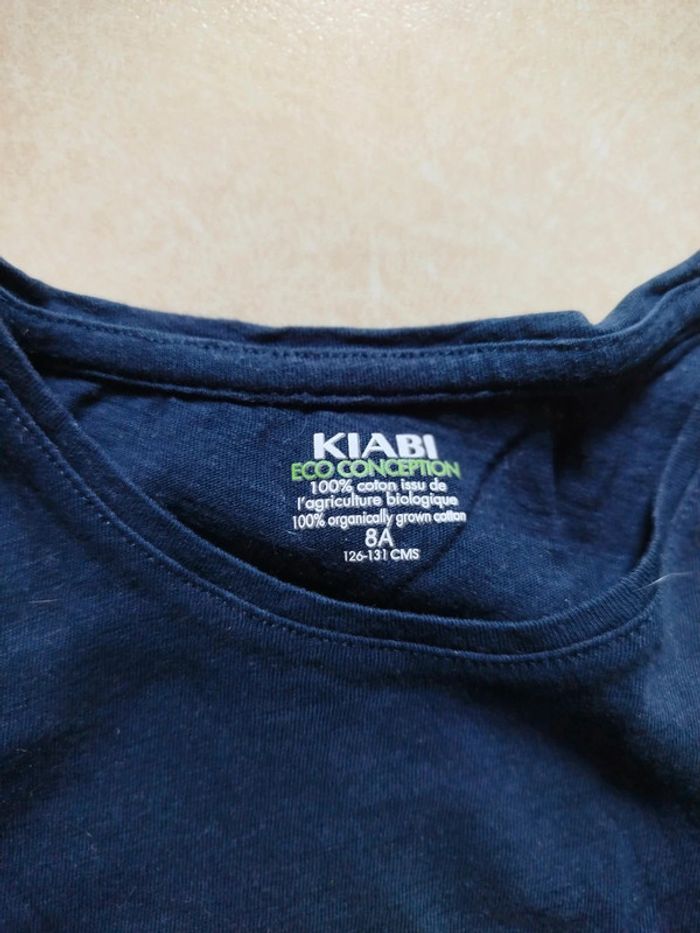 KIABI
ECO CONCEPTION
100% coton issu de
l'agriculture biologique
100% organically grown cotton
8A
126-131 CMS